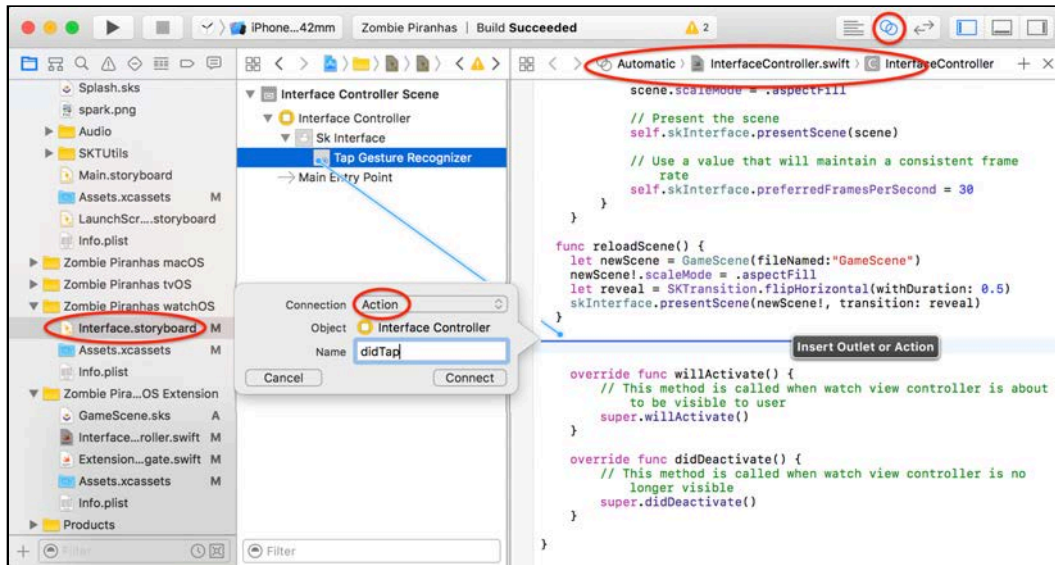 iPhone...42mm
Zombie Piranhas | Build Succeeded
2
Automatic
InterfaceController.swift
C
InterfaceController
Splash.sks
spark.png
Audio
SKTUtils
Main.storyboard
Assets.xcassets M
LaunchScr....storyboard
Info.plist
Zombie Piranhas macOS
Zombie Piranhas tvOS
Zombie Piranhas watchOS
Interface.storyboard M
Assets.xcassets M
Info.plist
Zombie Pira...OS Extension
GameScene.sks A
Interface...roller.swift M
Extension...gate.swift M
Assets.xcassets M
Info.plist
Products
Filter
Interface Controller Scene
Interface Controller
Sk Interface
Tap Gesture Recognizer
Main Entry Point
Connection Action
Object Interface Controller
Name didTap
Cancel Connect
Filter
scene.scaleMode = .aspectFill
// Present the scene
self.skInterface.presentScene(scene)
// Use a value that will maintain a consistent frame
rate
self.skInterface.preferredFramesPerSecond = 30
}
}
func reloadScene() {
let newScene = GameScene(fileNamed:"GameScene")
newScene!.scaleMode = .aspectFill
let reveal = SKTransition.flipHorizontal(withDuration: 0.5)
skInterface.presentScene(newScene!, transition: reveal)
}
Insert Outlet or Action
override func willActivate() {
// This method is called when watch view controller is about
to be visible to user
super.willActivate()
}
override func didDeactivate() {
// This method is called when watch view controller is no
longer visible
super.didDeactivate()
}
}